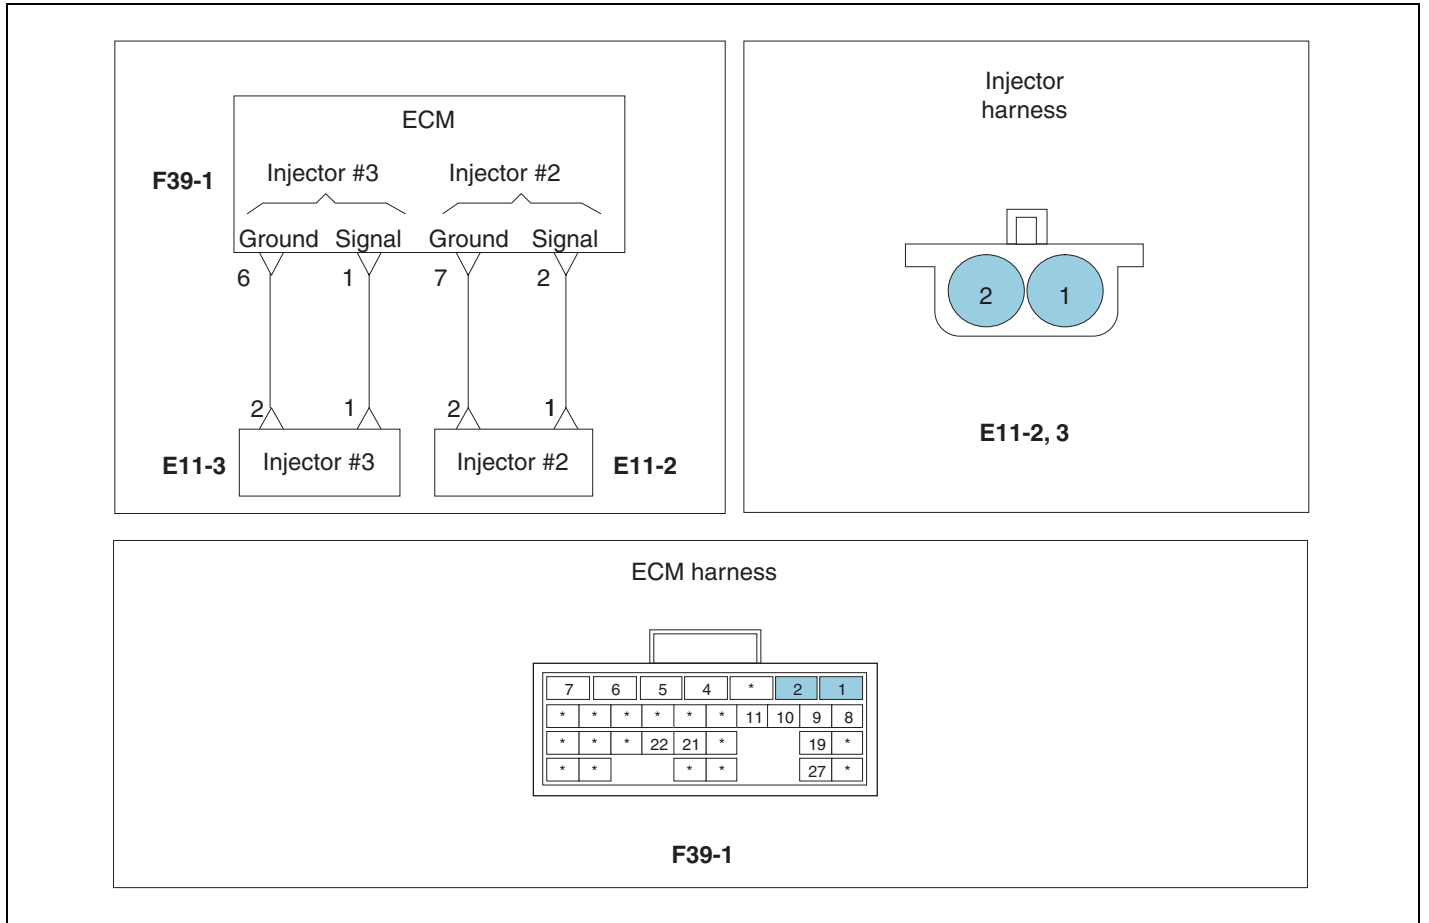 ECM
F39-1
Injector #3 Injector #2
Ground Signal Ground Signal
6 1 7 2
2 1 2 1
E11-3 Injector #3 Injector #2 E11-2
Injector
harness
2 1
E11-2, 3
ECM harness
7 6 5 4 * 2 1
* * * * * * 11 10 9 8
* * * 22 21 * 19 *
* * * * 27 *
F39-1